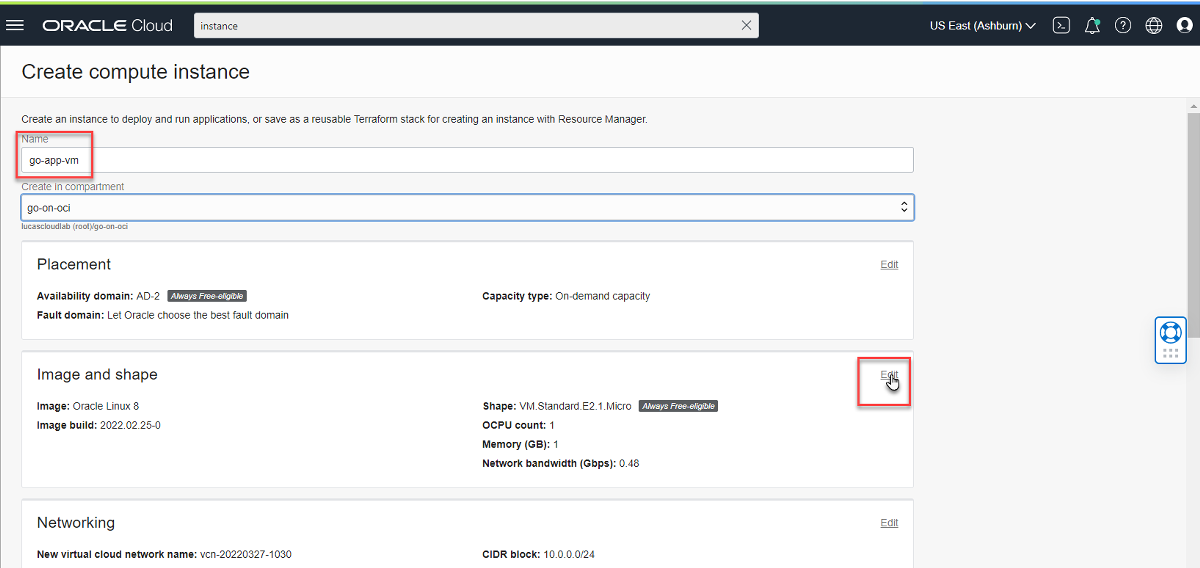 ORACLE Cloud
instance
US East (Ashburn)
Create compute instance
Create an instance to deploy and run applications, or save as a reusable Terraform stack for creating an instance with Resource Manager.
Name
go-app-vm
Create in compartment
go-on-oci
lucascloudlab (root)/go-on-oci
Placement
Edit
Availability domain: AD-2 Always Free-eligible
Capacity type: On-demand capacity
Fault domain: Let Oracle choose the best fault domain
Image and shape
Edit
Image: Oracle Linux 8
Shape: VM.Standard.E2.1.Micro Always Free-eligible
Image build: 2022.02.25-0
OCPU count: 1
Memory (GB): 1
Network bandwidth (Gbps): 0.48
Networking
Edit
New virtual cloud network name: vcn-20220327-1030
CIDR block: 10.0.0.0/24